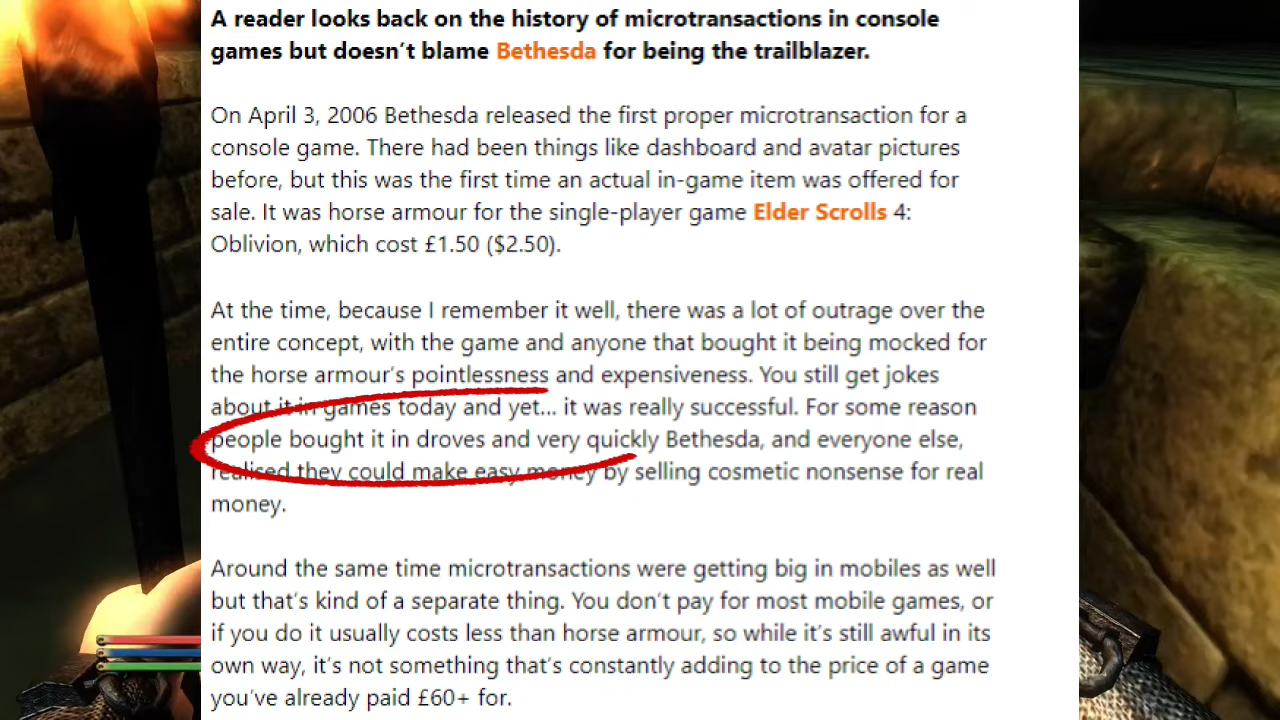 A reader looks back on the history of microtransactions in console
games but doesn't blame Bethesda for being the trailblazer.
On April 3, 2006 Bethesda released the first proper microtransaction for a
console game. There had been things like dashboard and avatar pictures
before, but this was the first time an actual in-game item was offered for
sale. It was horse armour for the single-player game Elder Scrolls 4:
Oblivion, which cost £1.50 ($2.50).
At the time, because I remember it well, there was a lot of outrage over the
entire concept, with the game and anyone that bought it being mocked for
the horse armour's pointlessness and expensiveness. You still get jokes
about it in games today and yet... it was really successful. For some reason
people bought it in droves and very quickly Bethesda, and everyone else,
realised they could make easy money by selling cosmetic nonsense for real
money.
Around the same time microtransactions were getting big in mobiles as well
but that's kind of a separate thing. You don't pay for most mobile games, or
if you do it usually costs less than horse armour, so while it's still awful in its
own way, it's not something that's constantly adding to the price of a game
you've already paid £60+ for.